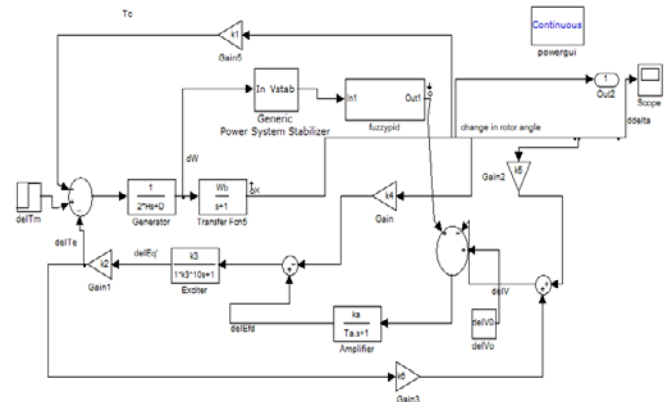 Tc
k1
Gain5
Continuous
powergui
In Vstab
Generic
Power System Stabilizer
In1
Out1
fuzzypid
1
Out2
Scope
ddelta
change in rotor angle
dW
k5
Gain2
delTm
1
2*Hs+D
Generator
Wb
s+1
Transfer Fcn5
k4
Gain
delTe
k2
Gain1
delEq'
k3
1*k3*10s+1
Exciter
delEfd
ka
Ta.s+1
Amplifier
delV
delV0
delVo
k6
Gain3